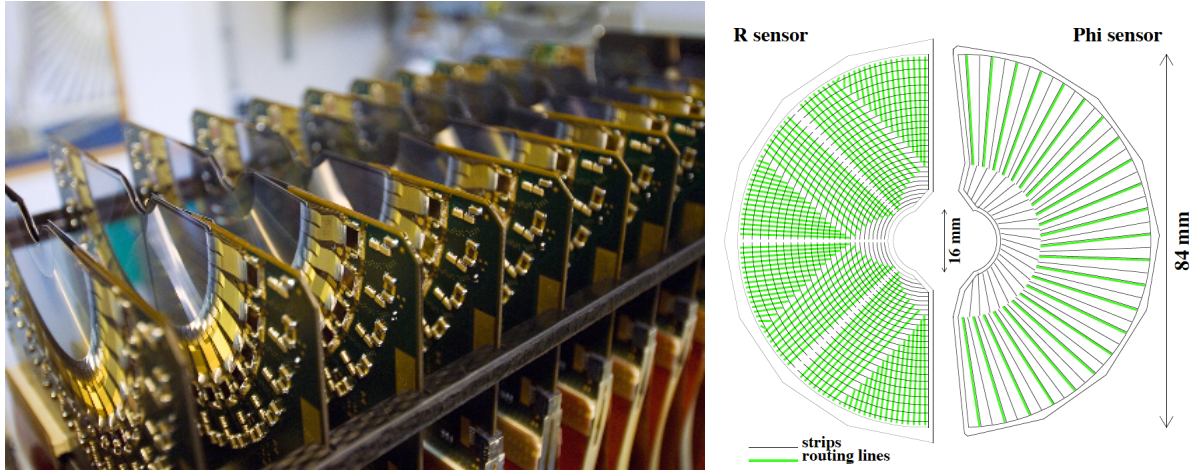 R sensor
Phi sensor
16 mm
84 mm
strips
routing lines